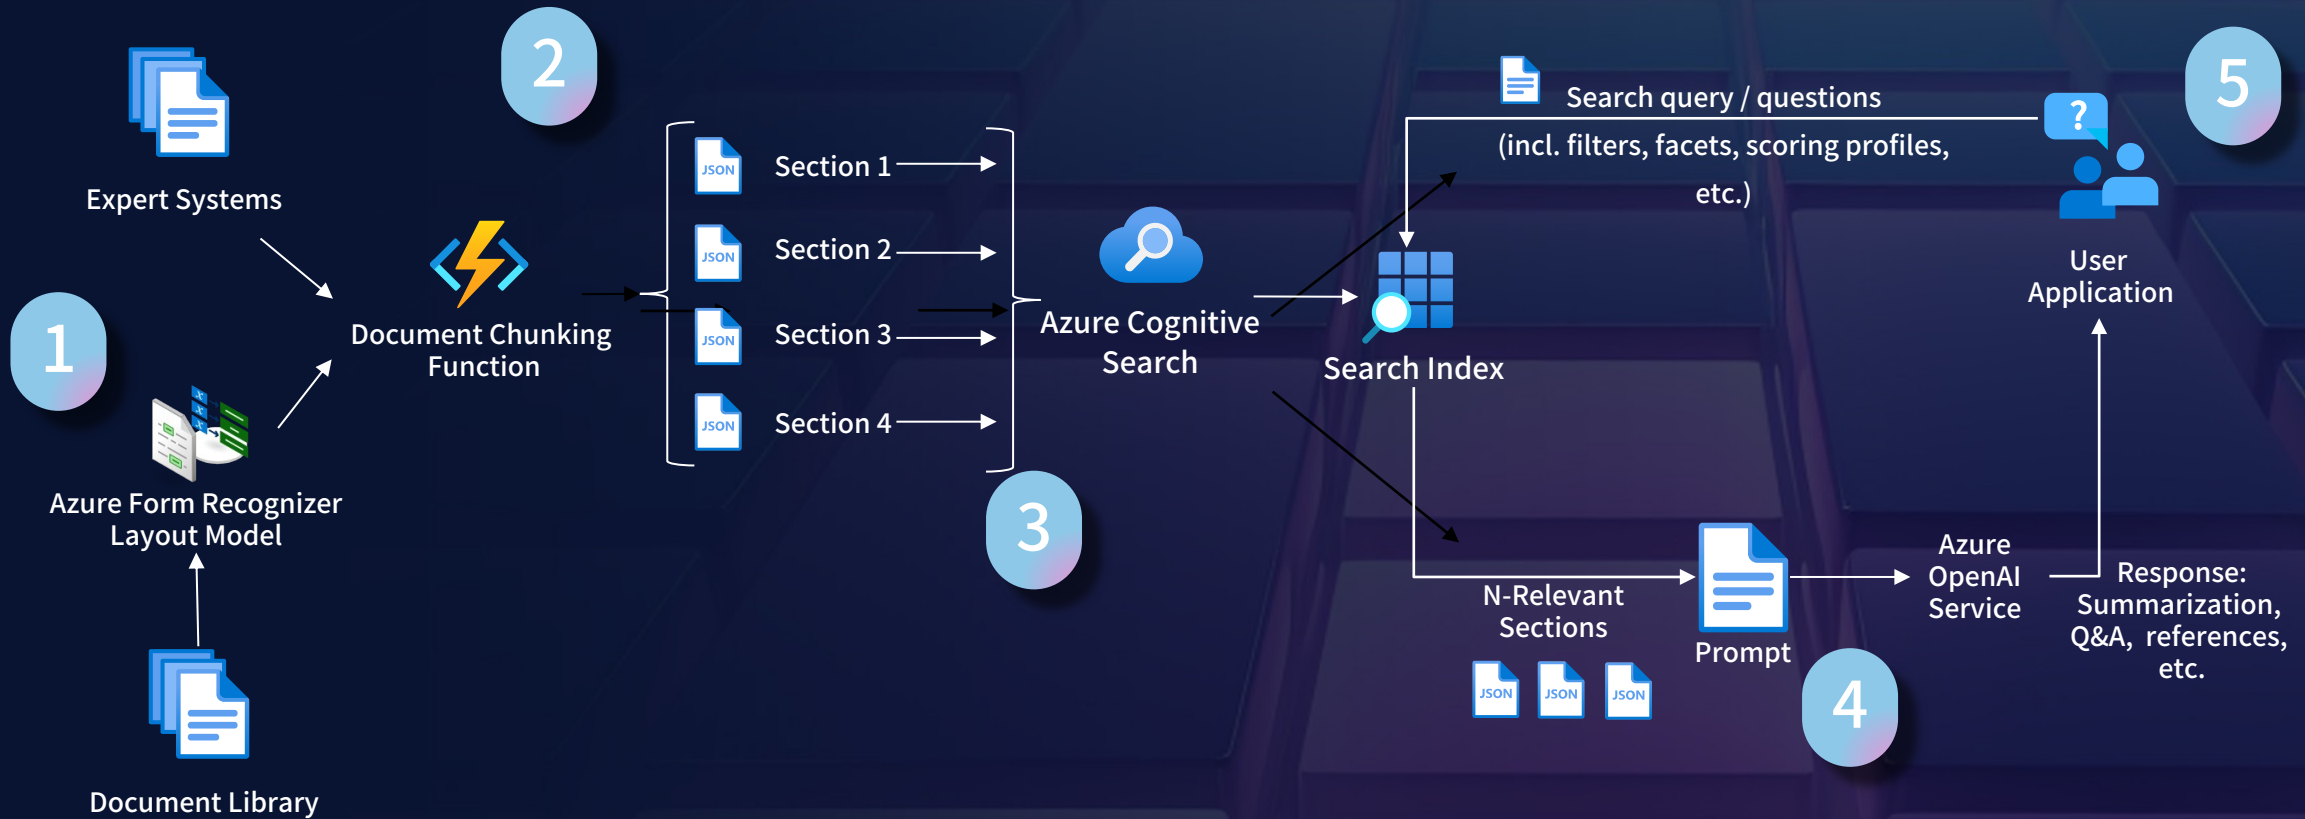 1
Expert Systems
Azure Form Recognizer
Layout Model
Document Library
2
Document Chunking
Function
JSON
Section 1
JSON
Section 2
JSON
Section 3
JSON
Section 4
3
Azure Cognitive
Search
Search Index
Search query / questions
(incl. filters, facets, scoring profiles,
etc.)
N-Relevant
Sections
JSON
JSON
JSON
Prompt
4
Azure
OpenAI
Service
Response:
Summarization,
Q&A, references,
etc.
5
?
User
Application